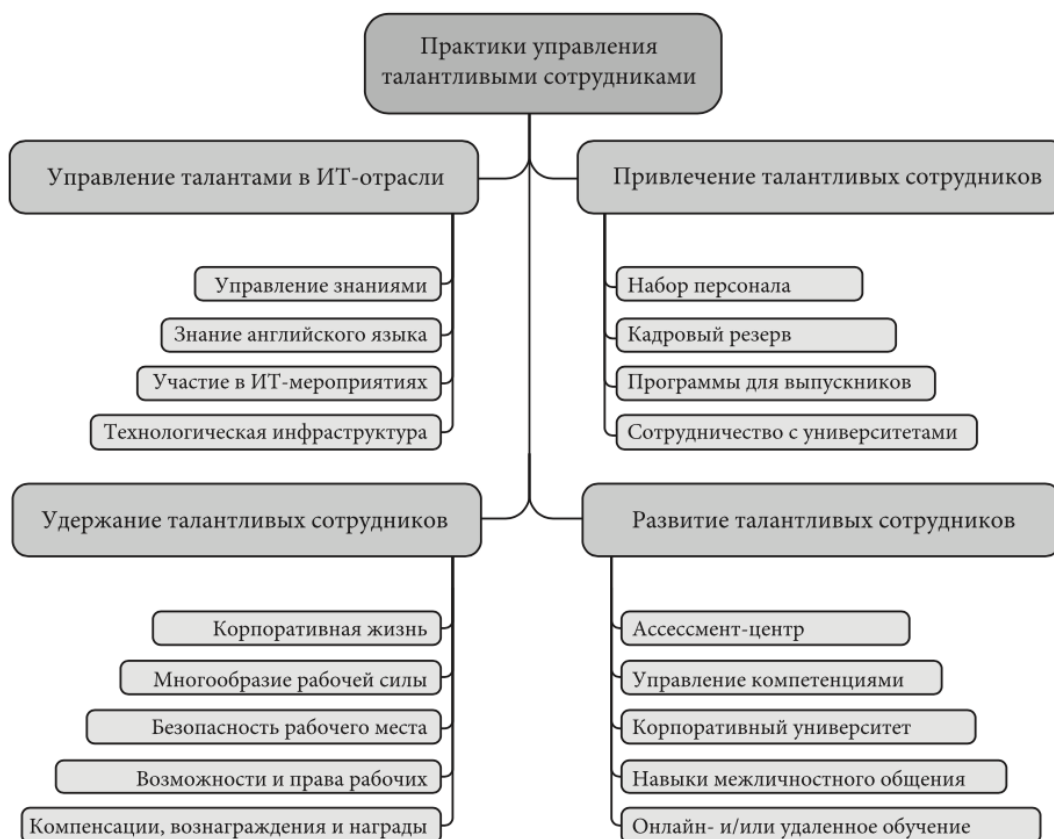 Практики управления
талантливыми сотрудниками
Управление талантами в ИТ-отрасли
Управление знаниями
Знание английского языка
Участие в ИТ-мероприятиях
Технологическая инфраструктура
Привлечение талантливых сотрудников
Набор персонала
Кадровый резерв
Программы для выпускников
Сотрудничество с университетами
Удержание талантливых сотрудников
Корпоративная жизнь
Многообразие рабочей силы
Безопасность рабочего места
Возможности и права рабочих
Компенсации, вознаграждения и награды
Развитие талантливых сотрудников
Ассессмент-центр
Управление компетенциями
Корпоративный университет
Навыки межличностного общения
Онлайн- и/или удаленное обучение